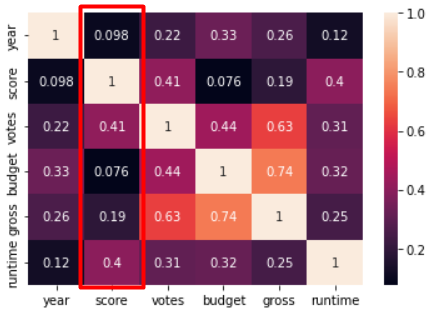 year 1 0.098 0.22 0.33 0.26 0.12
score 0.098 1 0.41 0.076 0.19 0.4
votes 0.22 0.41 1 0.44 0.63 0.31
budget 0.33 0.076 0.44 1 0.74 0.32
gross 0.26 0.19 0.63 0.74 1 0.25
runtime 0.12 0.4 0.31 0.32 0.25 1
year score votes budget gross runtime
1.0
0.8
0.6
0.4
0.2